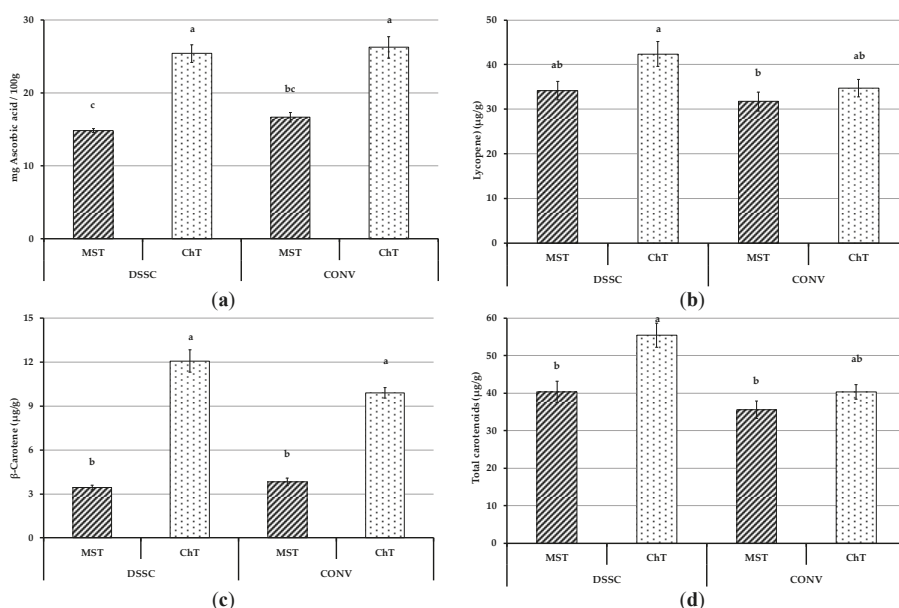 30
20
10
0
mg Ascorbic acid / 100g
c
a
bc
a
MST
ChT
MST
ChT
DSSC
CONV
(a)
50
40
30
20
10
0
Lycopene) (µg/g)
ab
a
b
ab
MST
ChT
MST
ChT
DSSC
CONV
(b)
15
12
9
6
3
0
β-Carotene (µg/g)
b
a
b
a
MST
ChT
MST
ChT
DSSC
CONV
(c)
60
50
40
30
20
10
0
Total carotenoids (µg/g)
b
a
b
ab
MST
ChT
MST
ChT
DSSC
CONV
(d)